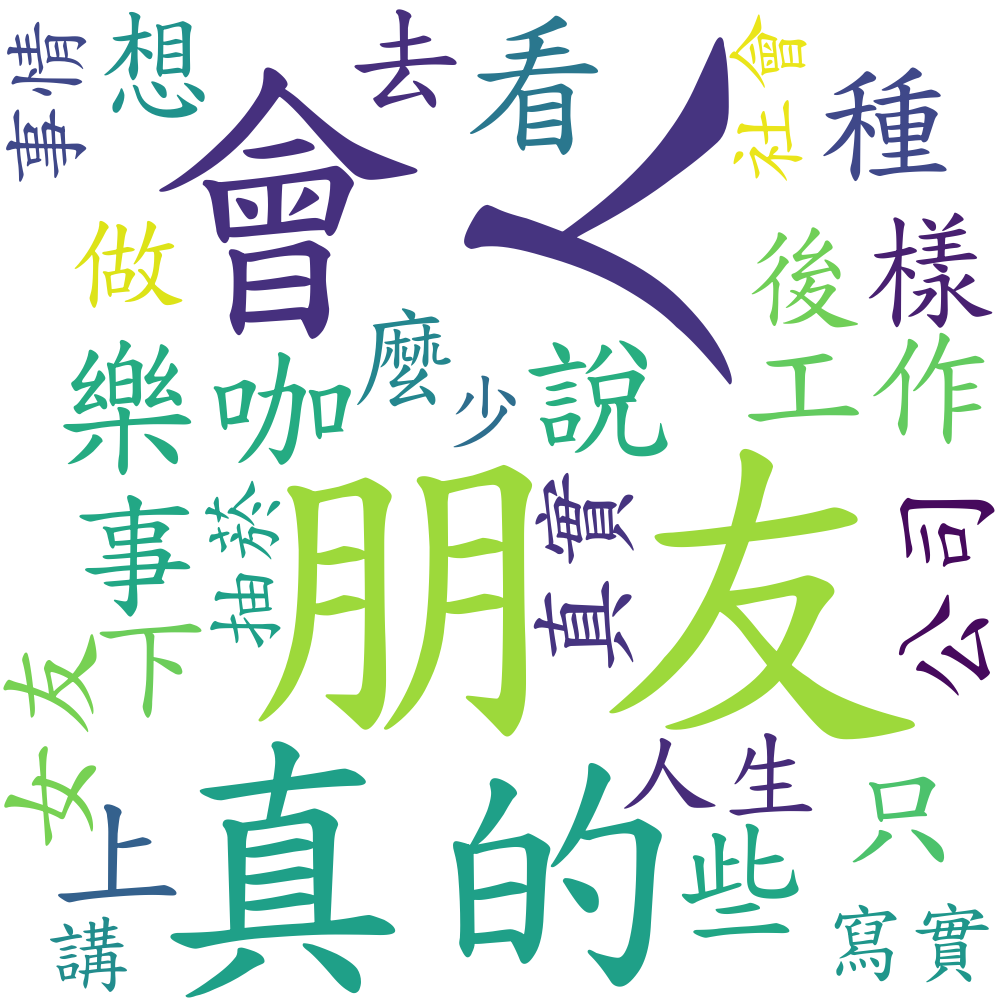 事情
想
去
看
社會
種
會
人
做
後
樣
樂
咖
麼
少
說
工作
事
抽菸
朋友
真實
公司
女友
下
真的
人生
些
只
上
講
寫實